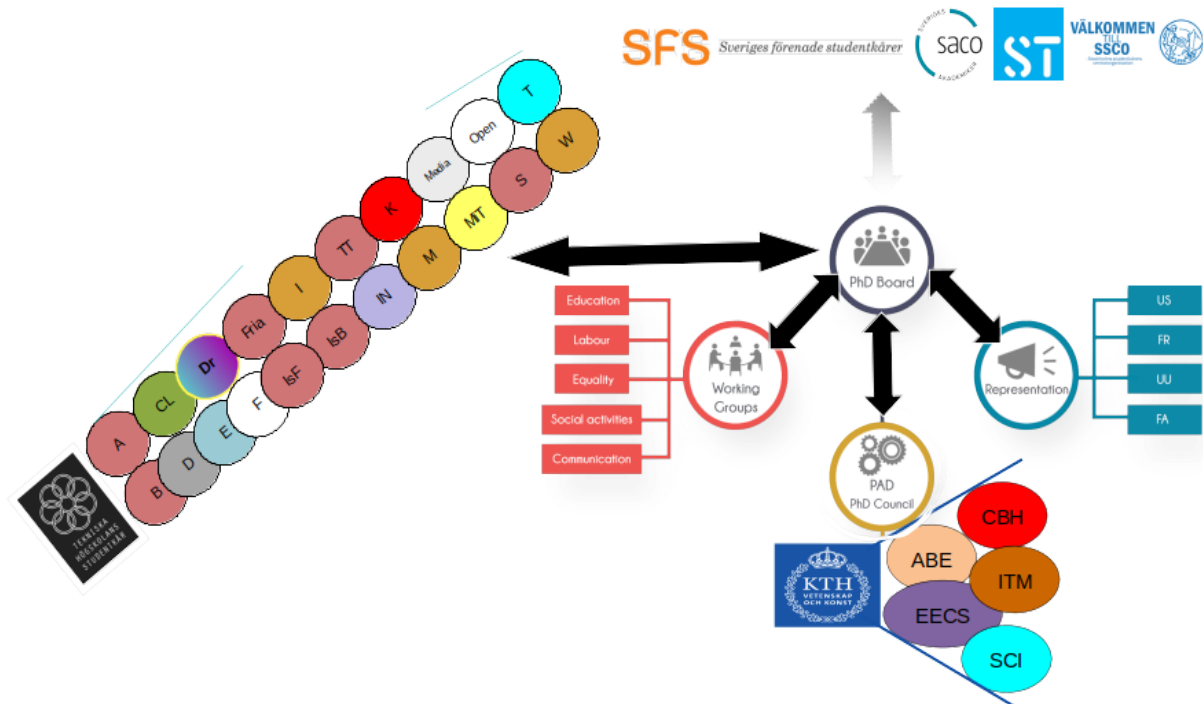 SFS
Sveriges förenade studentkårer
SVERIGES
saco
AKADEMIKER
ST
VÄLKOMMEN
TILL
SSCO
T
Open
W
Media
S
K
MiT
TT
M
I
IN
Fria
IsB
Dr
IsF
CL
F
A
E
D
B
TEKNISKA
HÖGSKOLANS
STUDENTKÅR
PhD Board
Education
Labour
Equality
Social activities
Communication
Working
Groups
Representation
US
FR
UU
FA
PAD
PhD Council
KTH
VETENSKAP
OCH KONST
CBH
ABE
ITM
EECS
SCI